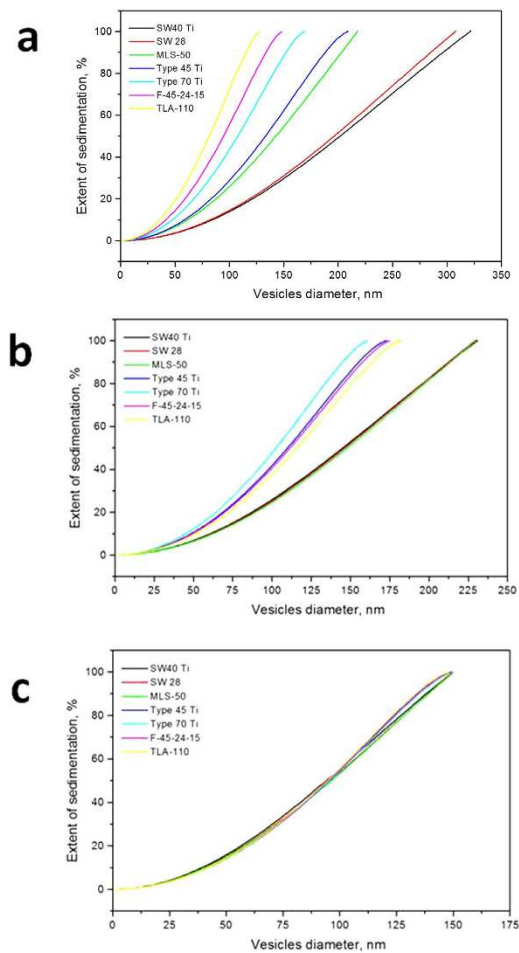 a
100
80
60
40
20
0
Extent of sedimentation, %
SW40 Ti
SW 28
MLS-50
Type 45 Ti
Type 70 Ti
F-45-24-15
TLA-110
0 50 100 150 200 250 300 350
Vesicles diameter, nm
b
100
80
60
40
20
0
Extent of sedimentation, %
SW40 Ti
SW 28
MLS-50
Type 45 Ti
Type 70 Ti
F-45-24-15
TLA-110
0 25 50 75 100 125 150 175 200 225 250
Vesicles diameter, nm
c
100
80
60
40
20
0
Extent of sedimentation, %
SW40 Ti
SW 28
MLS-50
Type 45 Ti
Type 70 Ti
F-45-24-15
TLA-110
0 25 50 75 100 125 150 175
Vesicles diameter, nm